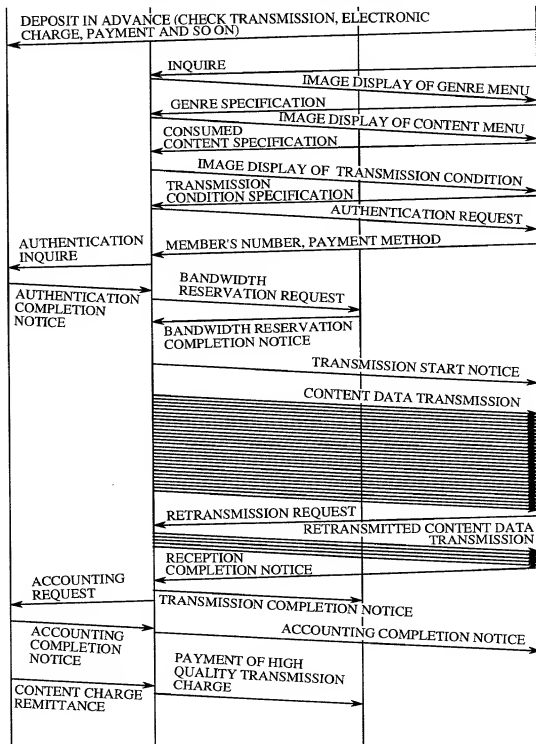 DEPOSIT IN ADVANCE (CHECK TRANSMISSION, ELECTRONIC
CHARGE, PAYMENT AND SO ON)
INQUIRE
IMAGE DISPLAY OF GENRE MENU
GENRE SPECIFICATION
IMAGE DISPLAY OF CONTENT MENU
CONSUMED
CONTENT SPECIFICATION
IMAGE DISPLAY OF TRANSMISSION CONDITION
TRANSMISSION
CONDITION SPECIFICATION
AUTHENTICATION REQUEST
AUTHENTICATION
INQUIRE
MEMBER'S NUMBER, PAYMENT METHOD
BANDWIDTH
RESERVATION REQUEST
AUTHENTICATION
COMPLETION
NOTICE
BANDWIDTH RESERVATION
COMPLETION NOTICE
TRANSMISSION START NOTICE
CONTENT DATA TRANSMISSION
RETRANSMISSION REQUEST
RETRANSMITTED CONTENT DATA
TRANSMISSION
RECEPTION
COMPLETION NOTICE
ACCOUNTING
REQUEST
TRANSMISSION COMPLETION NOTICE
ACCOUNTING COMPLETION NOTICE
ACCOUNTING
COMPLETION
NOTICE
PAYMENT OF HIGH
QUALITY TRANSMISSION
CHARGE
CONTENT CHARGE
REMITTANCE